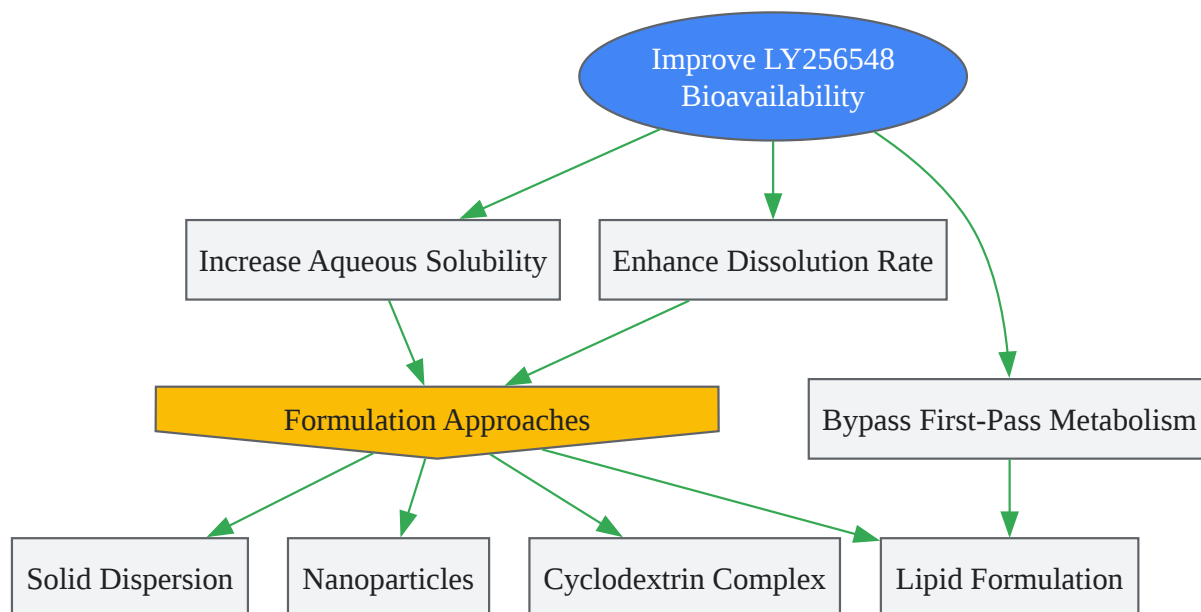 Improve LY256548
Bioavailability
Increase Aqueous Solubility
Enhance Dissolution Rate
Formulation Approaches
Bypass First-Pass Metabolism
Solid Dispersion
Nanoparticles
Cyclodextrin Complex
Lipid Formulation